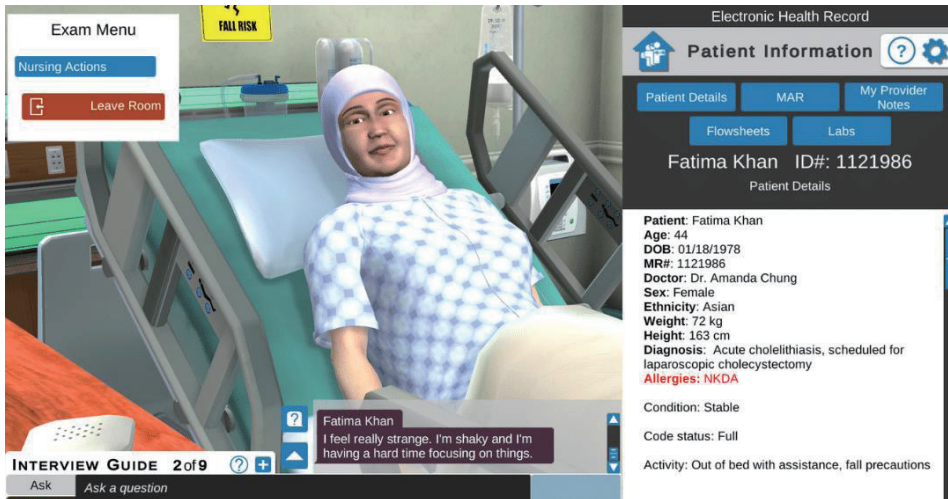 Exam Menu
Nursing Actions
Leave Room
FALL RISK
Fatima Khan
I feel really strange. I'm shaky and I'm
having a hard time focusing on things.
INTERVIEW GUIDE 2 of 9
Ask
Ask a question
Electronic Health Record
Patient Information
Patient Details
MAR
My Provider
Notes
Flowsheets
Labs
Fatima Khan ID#: 1121986
Patient Details
Patient: Fatima Khan
Age: 44
DOB: 01/18/1978
MR#: 1121986
Doctor: Dr. Amanda Chung
Sex: Female
Ethnicity: Asian
Weight: 72 kg
Height: 163 cm
Diagnosis: Acute cholelithiasis, scheduled for
laparoscopic cholecystectomy
Allergies: NKDA
Condition: Stable
Code status: Full
Activity: Out of bed with assistance, fall precautions